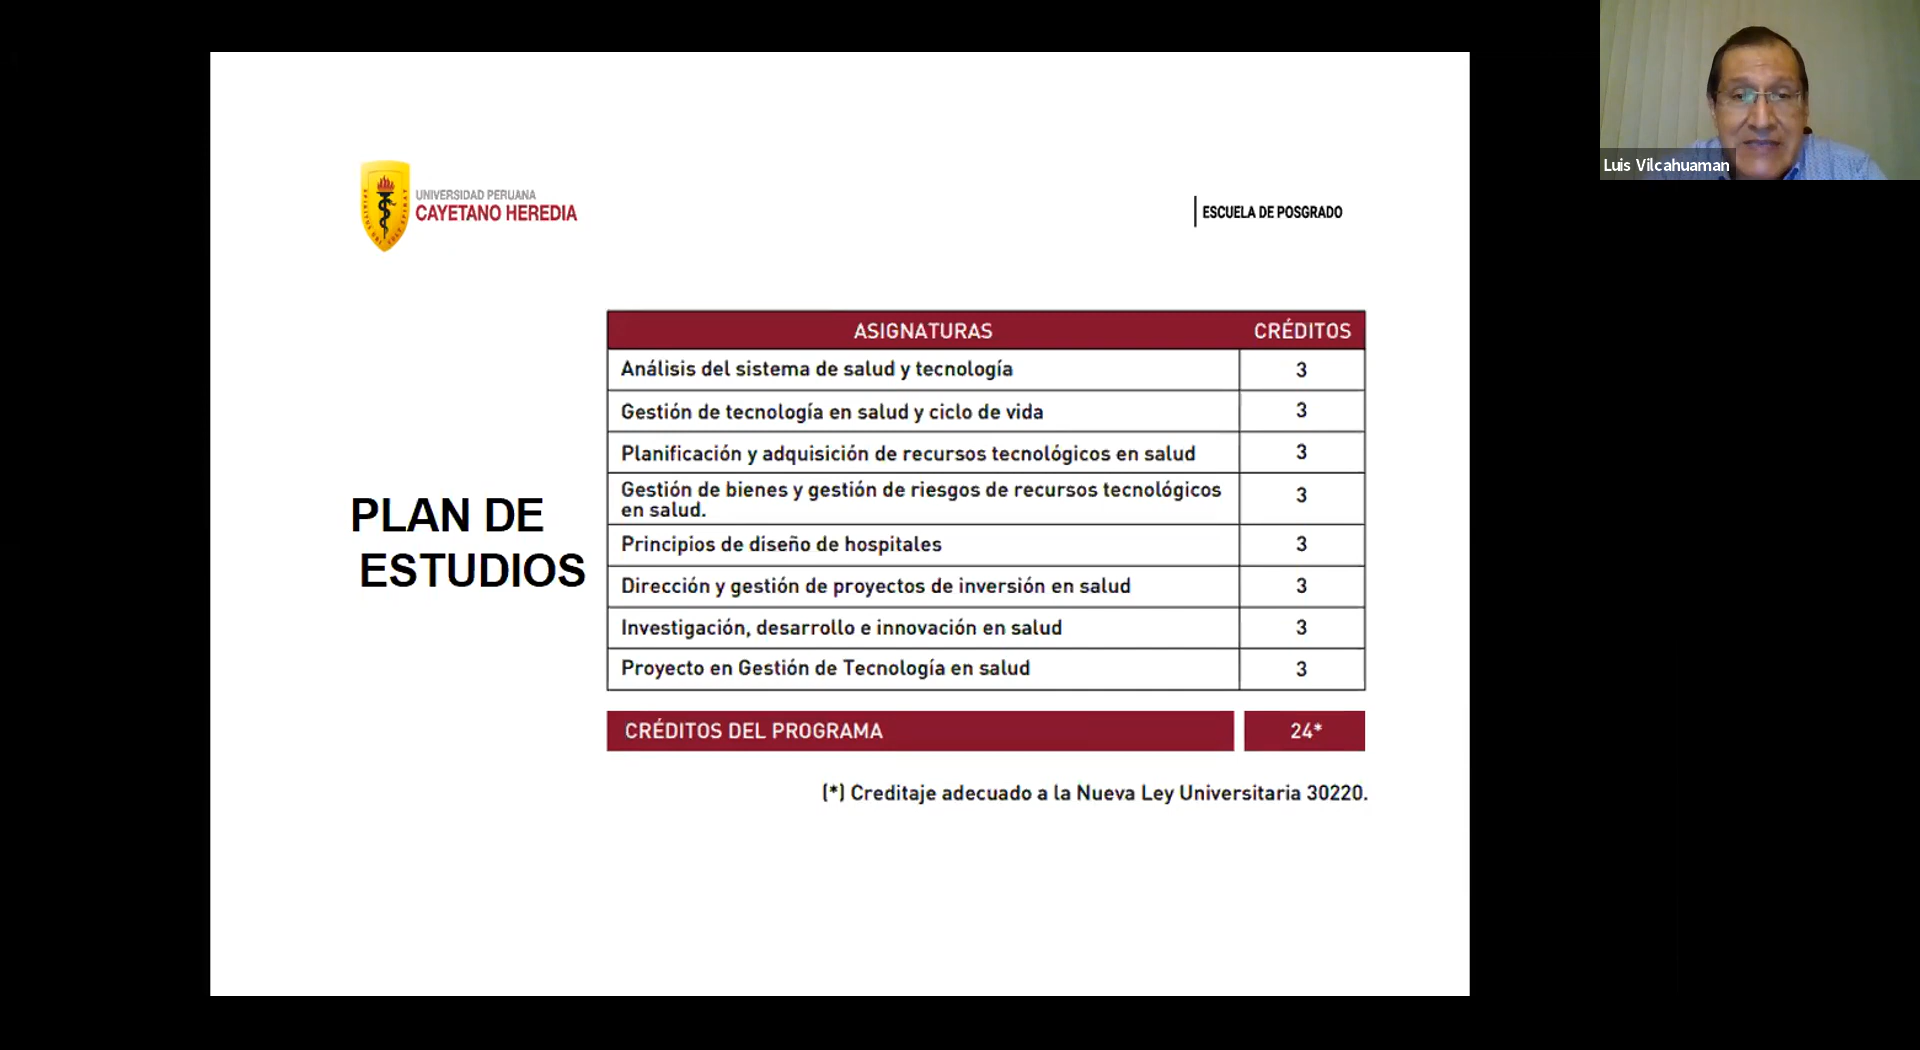 UNIVERSIDAD PERUANA
CAYETANO HEREDIA
ESCUELA DE POSGRADO
Luis Vilcahuaman
PLAN DE
ESTUDIOS
ASIGNATURAS CRÉDITOS
Análisis del sistema de salud y tecnología 3
Gestión de tecnología en salud y ciclo de vida 3
Planificación y adquisición de recursos tecnológicos en salud 3
Gestión de bienes y gestión de riesgos de recursos tecnológicos
en salud. 3
Principios de diseño de hospitales 3
Dirección y gestión de proyectos de inversión en salud 3
Investigación, desarrollo e innovación en salud 3
Proyecto en Gestión de Tecnología en salud 3
CRÉDITOS DEL PROGRAMA 24*
(*) Creditaje adecuado a la Nueva Ley Universitaria 30220.